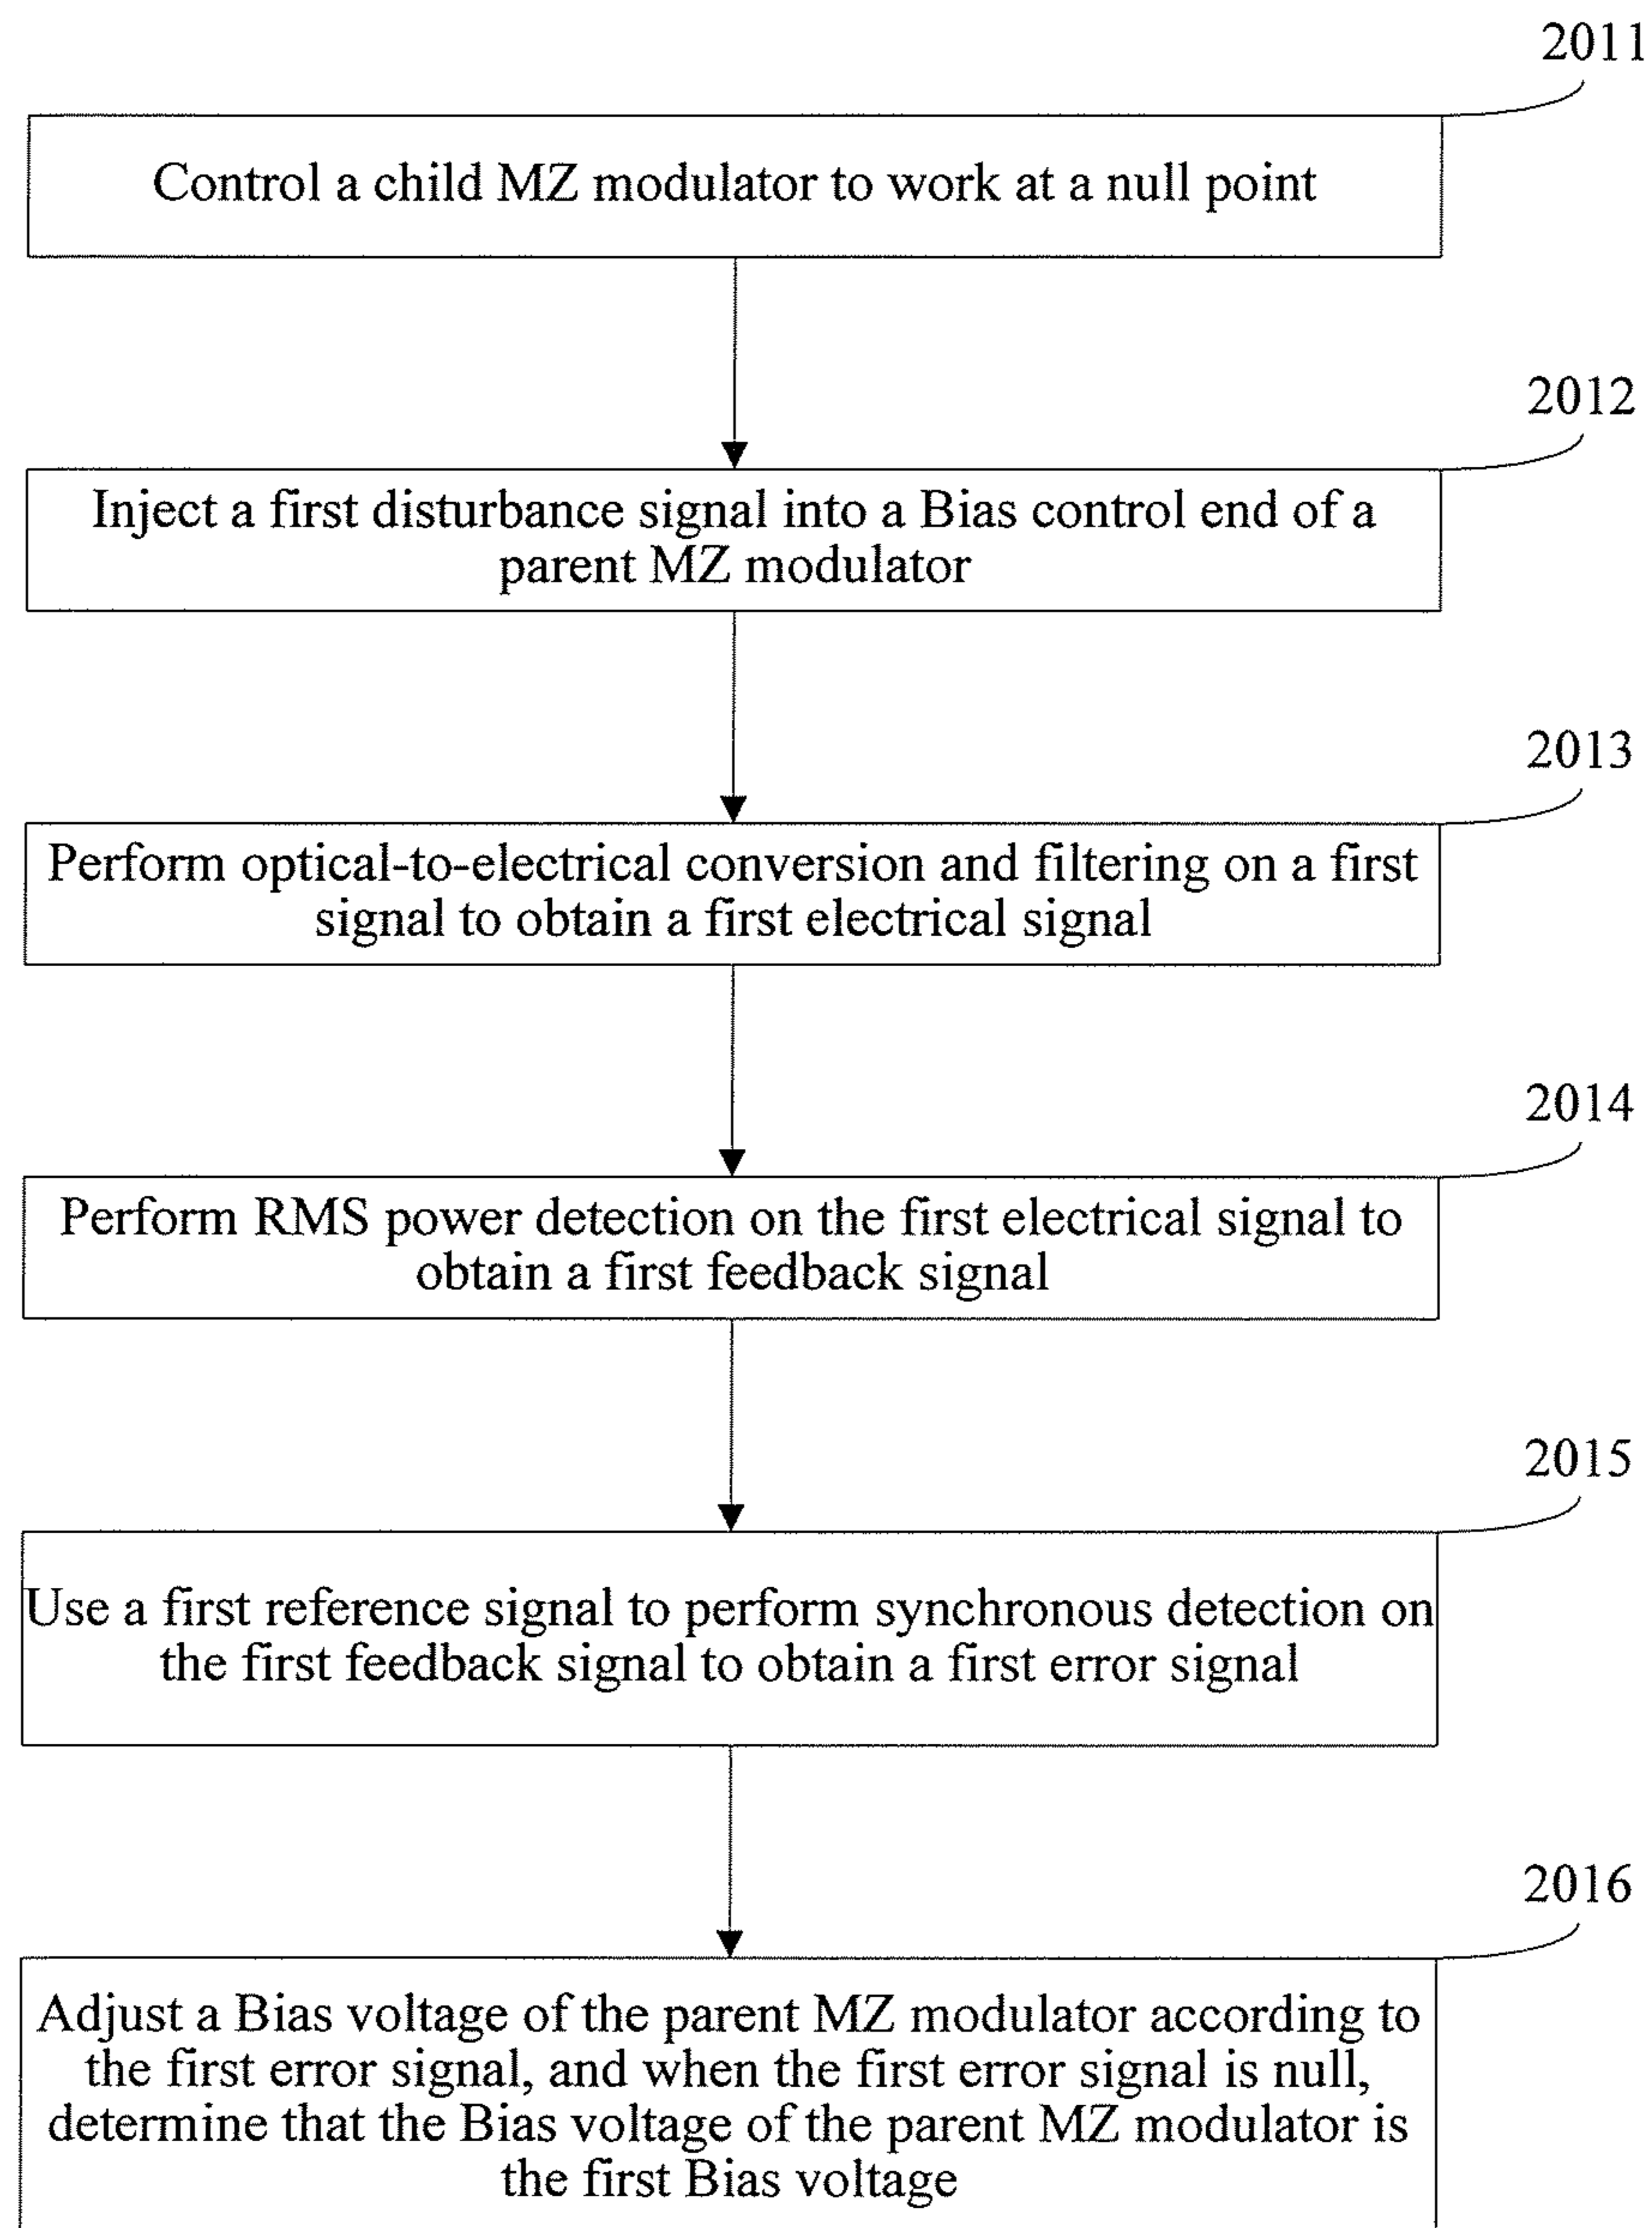 2011
Control a child MZ modulator to work at a null point
2012
Inject a first disturbance signal into a Bias control end of a
parent MZ modulator
2013
Perform optical-to-electrical conversion and filtering on a first
signal to obtain a first electrical signal
2014
Perform RMS power detection on the first electrical signal to
obtain a first feedback signal
2015
Use a first reference signal to perform synchronous detection on
the first feedback signal to obtain a first error signal
2016
Adjust a Bias voltage of the parent MZ modulator according to
the first error signal, and when the first error signal is null,
determine that the Bias voltage of the parent MZ modulator is
the first Bias voltage